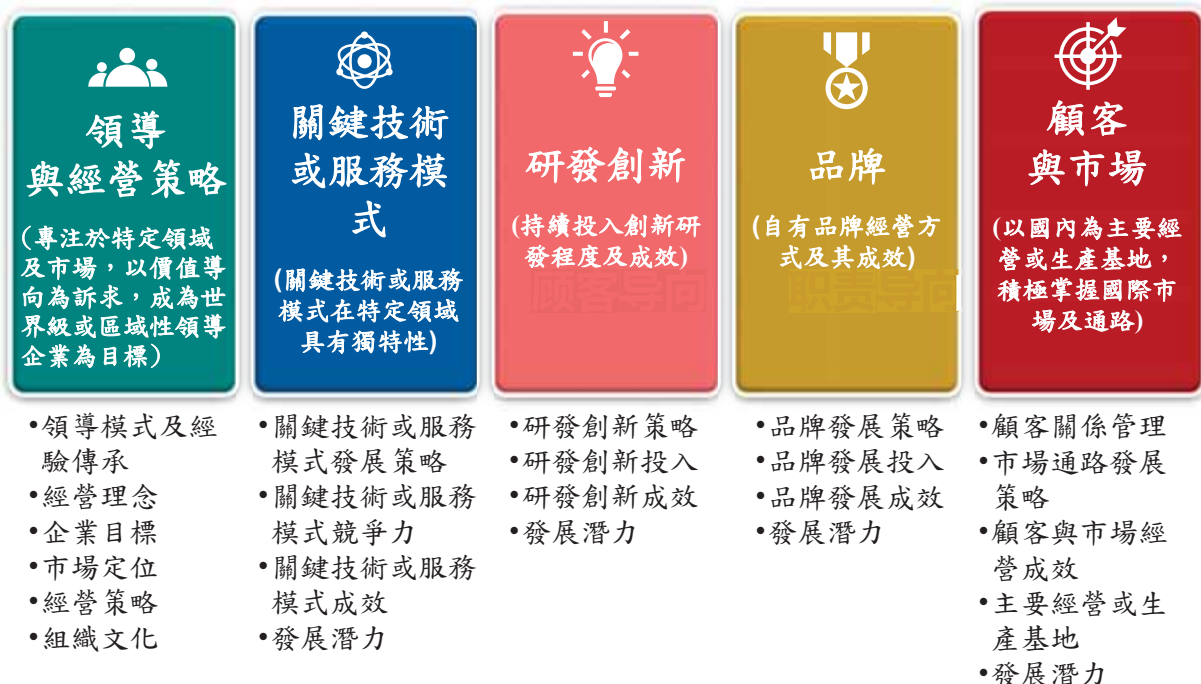 領導
與經營策略
(專注於特定領域
及市場，以價值導
向為訴求，成為世
界級或區域性領導
企業為目標)
•領導模式及經
驗傳承
•經營理念
•企業目標
•市場定位
•經營策略
•組織文化
關鍵技術
或服務模
式
(關鍵技術或服務
模式在特定領域
具有獨特性)
•關鍵技術或服務
模式發展策略
•關鍵技術或服務
模式競爭力
•關鍵技術或服務
模式成效
•發展潛力
研發創新
(持續投入創新研
發程度及成效)
顾客导向
•研發創新策略
•研發創新投入
•研發創新成效
•發展潛力
品牌
(自有品牌經營方
式及其成效)
职责导向
•品牌發展策略
•品牌發展投入
•品牌發展成效
•發展潛力
顧客
與市場
(以國內為主要經
營或生產基地，
積極掌握國際市
場及通路)
•顧客關係管理
•市場通路發展
策略
•顧客與市場經
營成效
•主要經營或生
產基地
•發展潛力